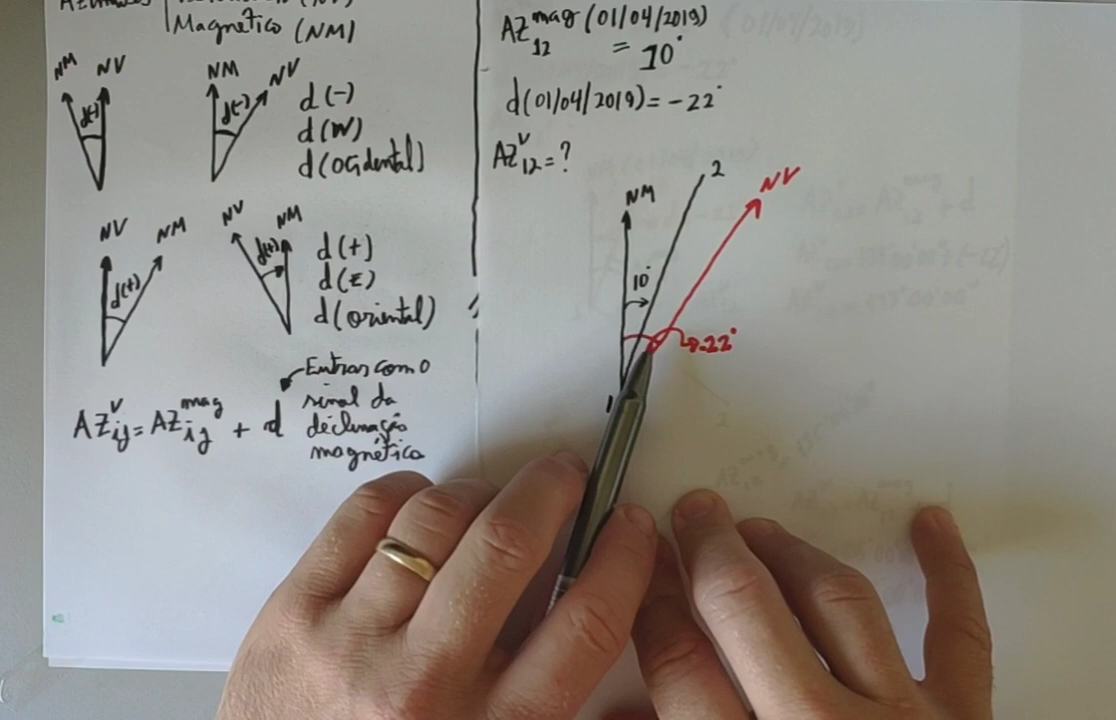 Magnético (NM)
NM NV
d(-)
NM NV
d(-)
d(-)
d(W)
d(ocidental)
NV NM
d(+)
NV NM
d(+)
d(+)
d(E)
d(oriental)
AZ^v_ij = AZ^mag_ij + d
Entrar com o
sinal da
declinação
magnética
AZ^mag_12 (01/04/2019)
= 10°
d(01/04/2019) = -22°
AZ^v_12 = ?
NM
2
NV
10°
-22°
1